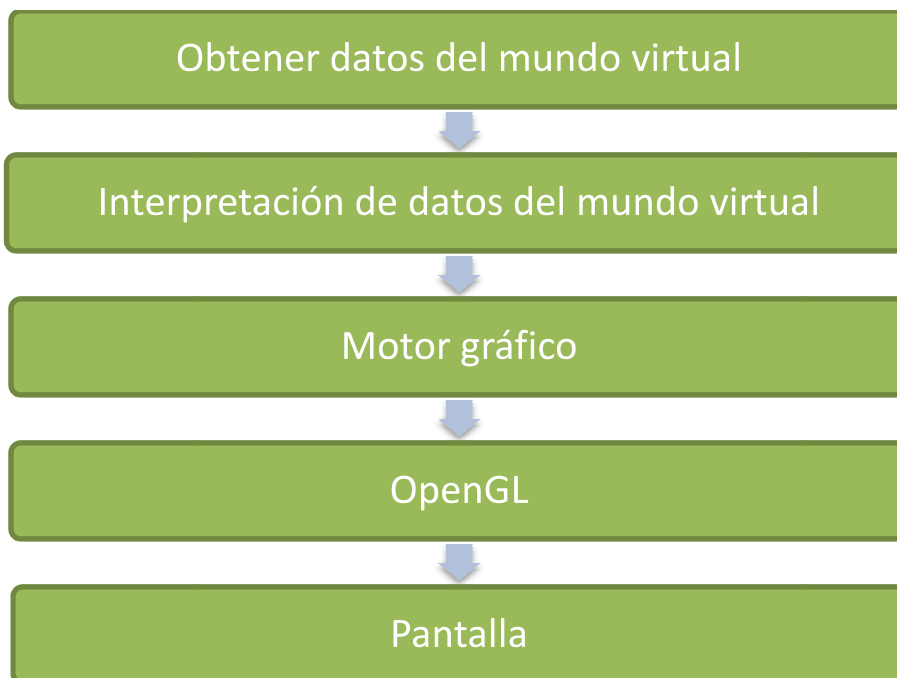 Obtener datos del mundo virtual
Interpretación de datos del mundo virtual
Motor gráfico
OpenGL
Pantalla